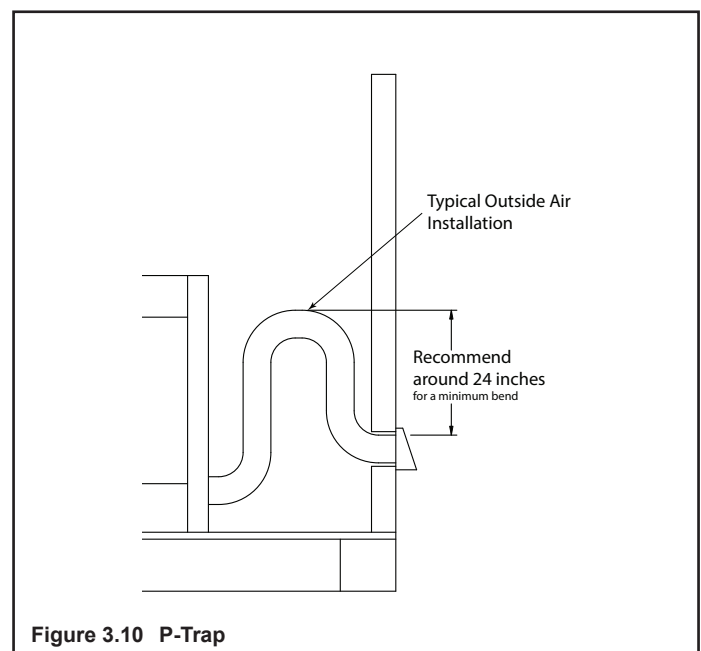 Typical Outside Air
Installation
Recommend
around 24 inches
for a minimum bend
Figure 3.10 P-Trap